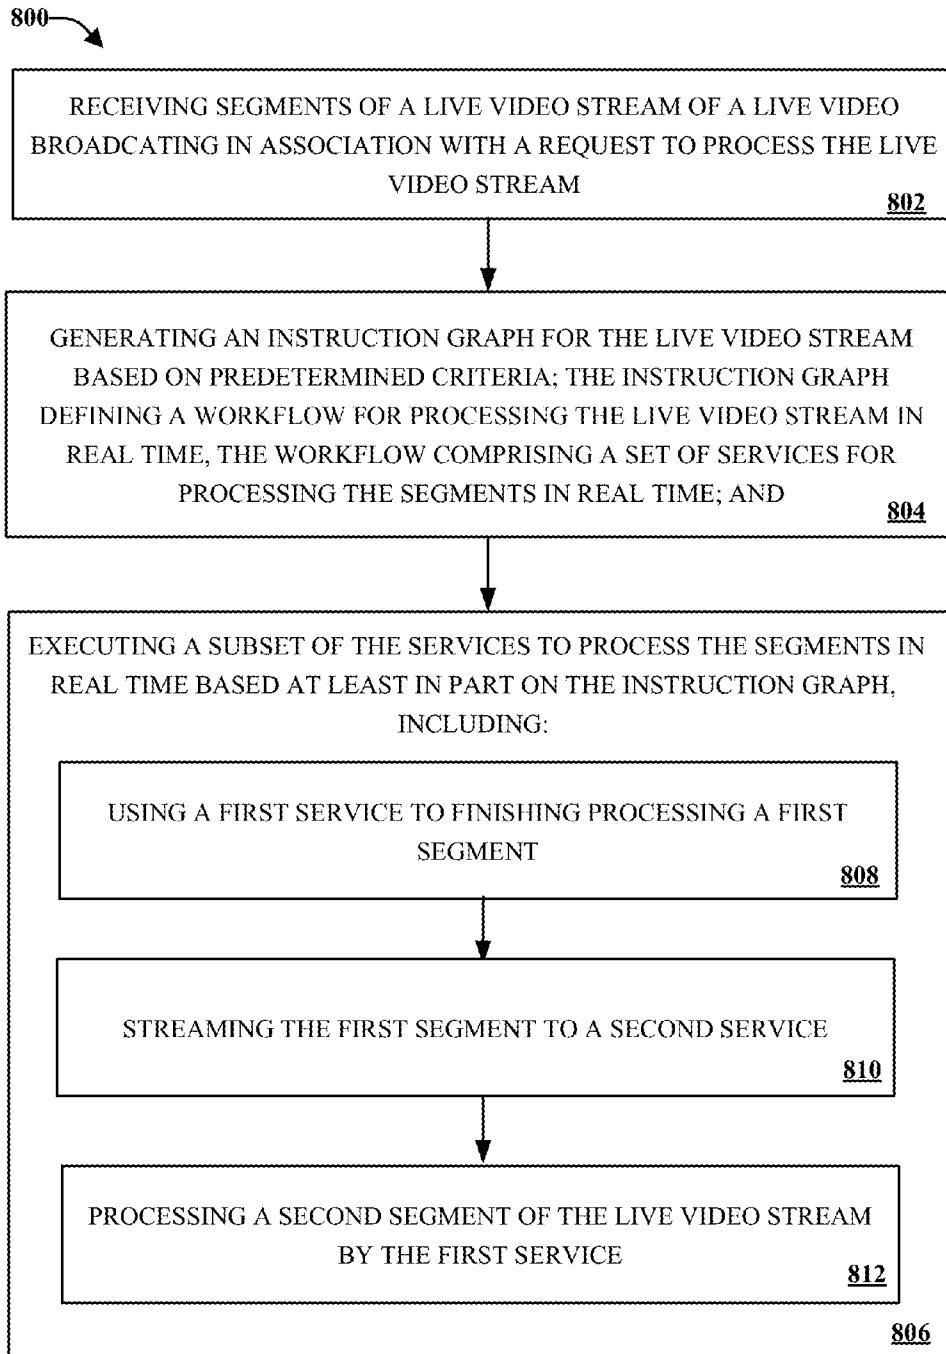 800
RECEIVING SEGMENTS OF A LIVE VIDEO STREAM OF A LIVE VIDEO
BROADCATING IN ASSOCIATION WITH A REQUEST TO PROCESS THE LIVE
VIDEO STREAM
802
GENERATING AN INSTRUCTION GRAPH FOR THE LIVE VIDEO STREAM
BASED ON PREDETERMINED CRITERIA; THE INSTRUCTION GRAPH
DEFINING A WORKFLOW FOR PROCESSING THE LIVE VIDEO STREAM IN
REAL TIME, THE WORKFLOW COMPRISING A SET OF SERVICES FOR
PROCESSING THE SEGMENTS IN REAL TIME; AND
804
EXECUTING A SUBSET OF THE SERVICES TO PROCESS THE SEGMENTS IN
REAL TIME BASED AT LEAST IN PART ON THE INSTRUCTION GRAPH,
INCLUDING:
USING A FIRST SERVICE TO FINISHING PROCESSING A FIRST
SEGMENT
808
STREAMING THE FIRST SEGMENT TO A SECOND SERVICE
810
PROCESSING A SECOND SEGMENT OF THE LIVE VIDEO STREAM
BY THE FIRST SERVICE
812
806